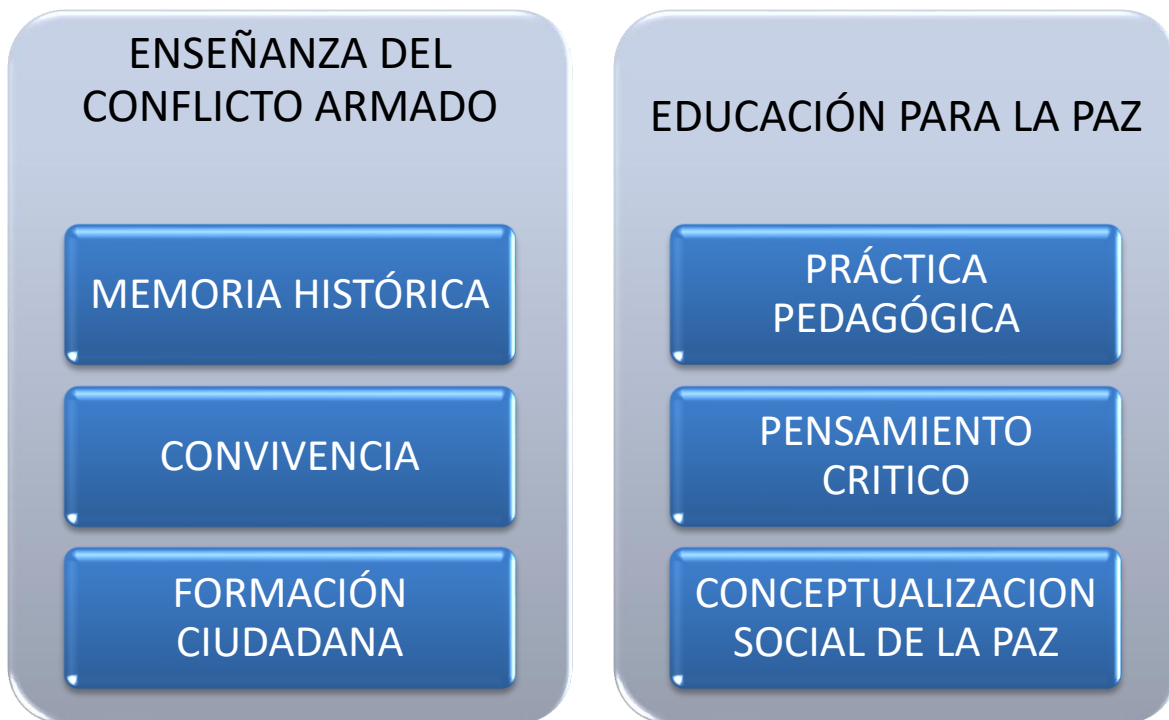 ENSEÑANZA DEL
CONFLICTO ARMADO
MEMORIA HISTÓRICA
CONVIVENCIA
FORMACIÓN
CIUDADANA
EDUCACIÓN PARA LA PAZ
PRÁCTICA
PEDAGÓGICA
PENSAMIENTO
CRITICO
CONCEPTUALIZACION
SOCIAL DE LA PAZ